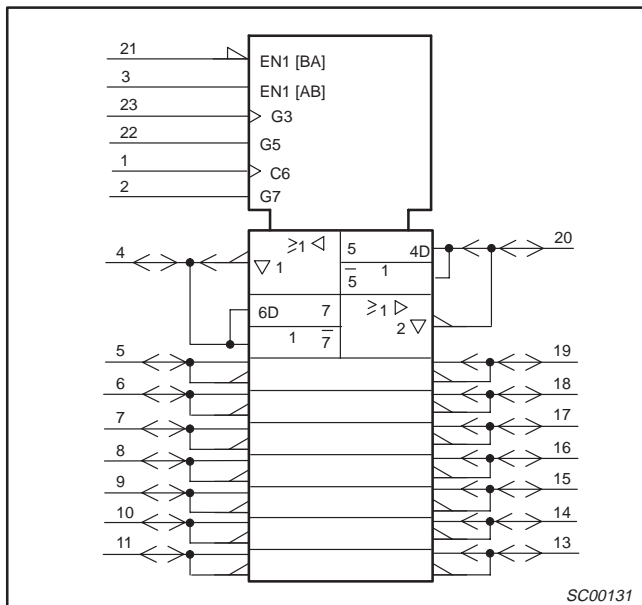 21 EN1 [BA]
3 EN1 [AB]
23 G3
22 G5
1 C6
2 G7
4 ≥1 ◁ 5 4D 20
▽ 1 5̅ 1
6D 7 ≥1 ▷
1 7̅ 2 ▽
5 19
6 18
7 17
8 16
9 15
10 14
11 13
SC00131